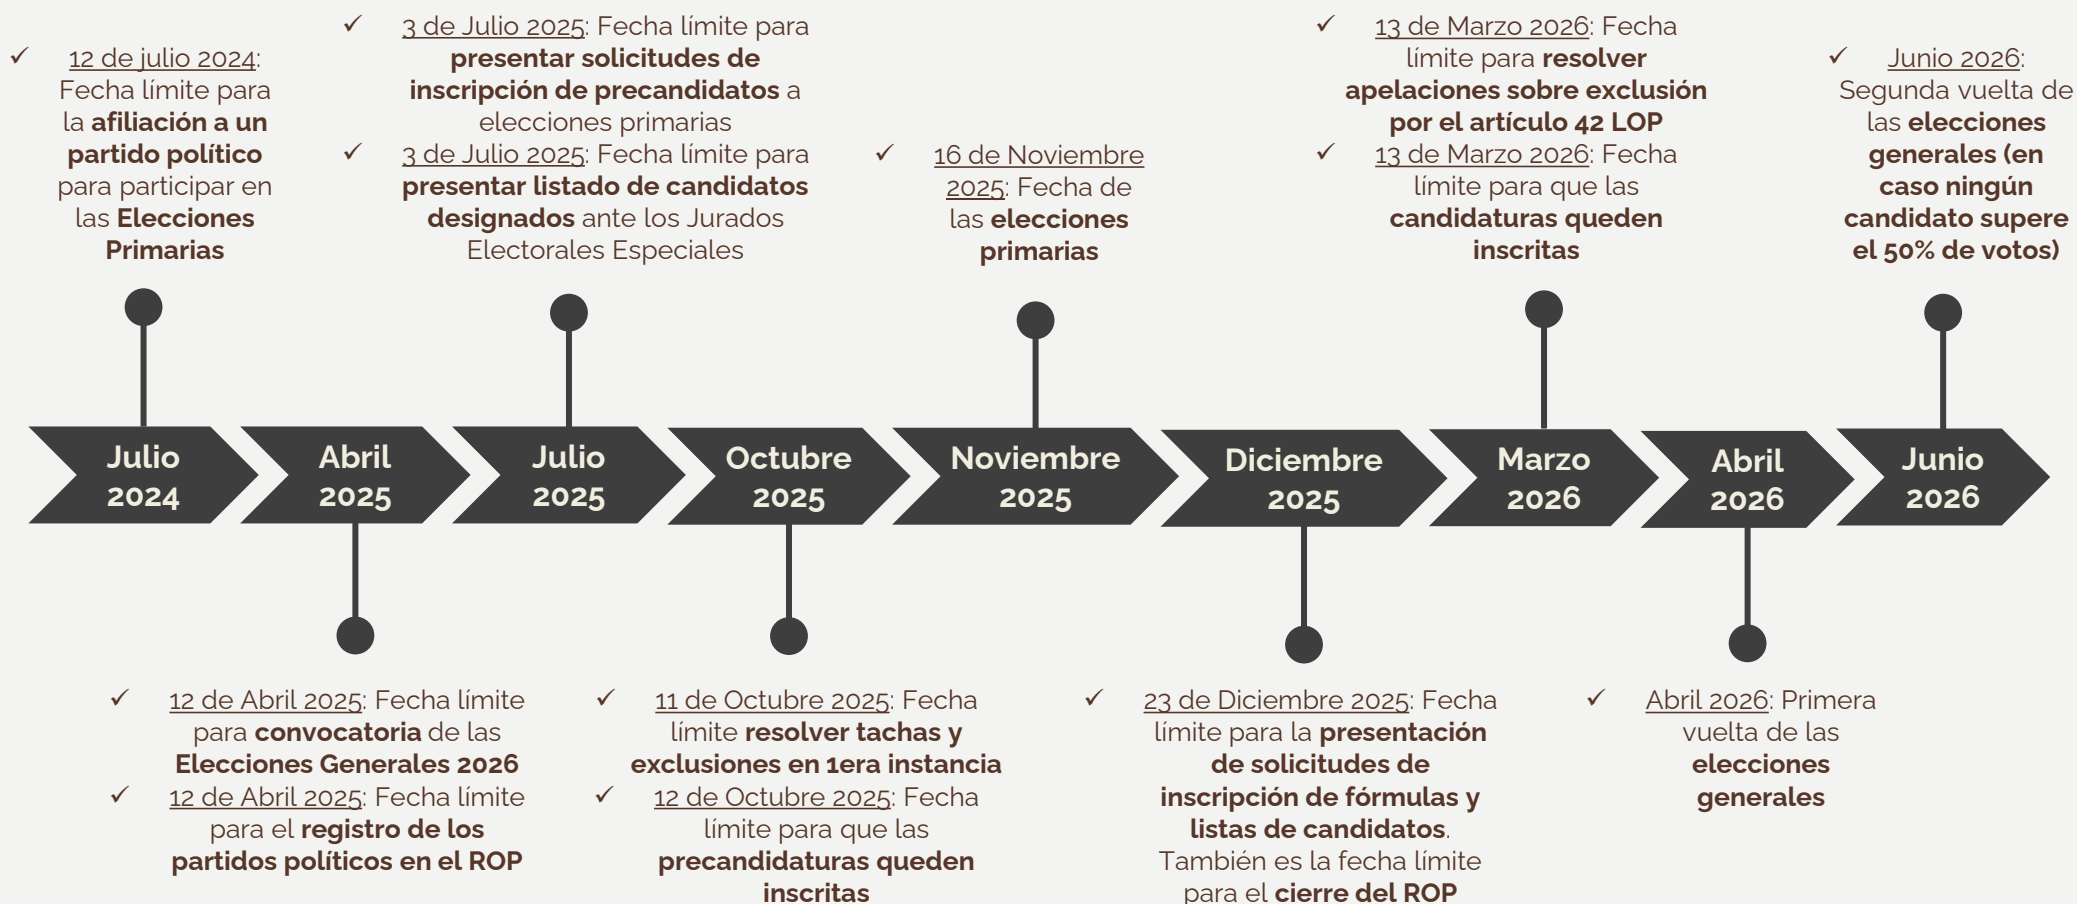 ✓ 12 de julio 2024:
Fecha límite para
la afiliación a un
partido político
para participar en
las Elecciones
Primarias
✓ 3 de Julio 2025: Fecha límite para
presentar solicitudes de
inscripción de precandidatos a
elecciones primarias
✓ 3 de Julio 2025: Fecha límite para
presentar listado de candidatos
designados ante los Jurados
Electorales Especiales
✓ 16 de Noviembre
2025: Fecha de
las elecciones
primarias
✓ 13 de Marzo 2026: Fecha
límite para resolver
apelaciones sobre exclusión
por el artículo 42 LOP
✓ 13 de Marzo 2026: Fecha
límite para que las
candidaturas queden
inscritas
✓ Junio 2026:
Segunda vuelta de
las elecciones
generales (en
caso ningún
candidato supere
el 50% de votos)
Julio
2024
Abril
2025
Julio
2025
Octubre
2025
Noviembre
2025
Diciembre
2025
Marzo
2026
Abril
2026
Junio
2026
✓ 12 de Abril 2025: Fecha límite
para convocatoria de las
Elecciones Generales 2026
✓ 12 de Abril 2025: Fecha límite
para el registro de los
partidos políticos en el ROP
✓ 11 de Octubre 2025: Fecha
límite resolver tachas y
exclusiones en 1era instancia
✓ 12 de Octubre 2025: Fecha
límite para que las
precandidaturas queden
inscritas
✓ 23 de Diciembre 2025: Fecha
límite para la presentación
de solicitudes de
inscripción de fórmulas y
listas de candidatos.
También es la fecha límite
para el cierre del ROP
✓ Abril 2026: Primera
vuelta de las
elecciones
generales